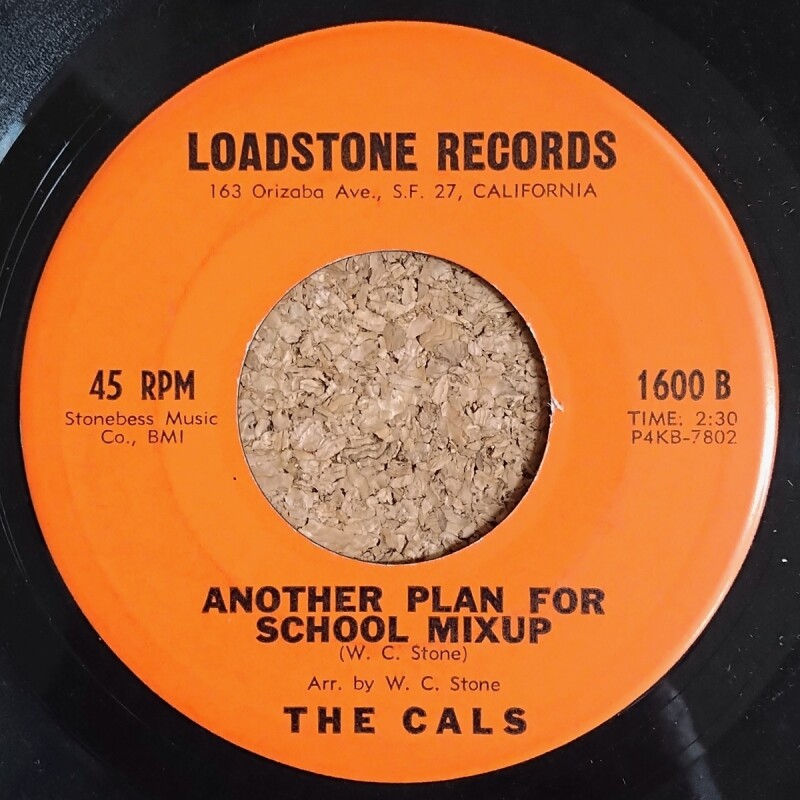 LOADSTONE RECORDS
163 Orizaba Ave., S.F. 27, CALIFORNIA
45 RPM
Stonebess Music
Co., BMI
1600 B
TIME: 2:30
P4KB-7802
ANOTHER PLAN FOR
SCHOOL MIXUP
(W. C. Stone)
Arr. by W. C. Stone
THE CALS